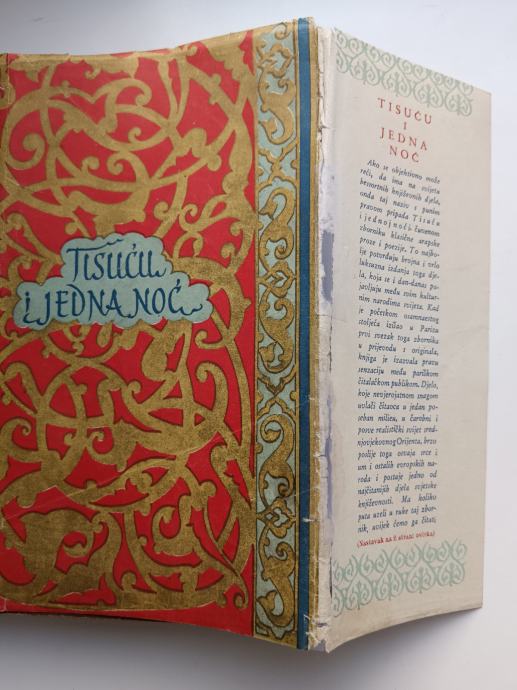 TISUĆU
I JEDNA NOĆ
TISUĆU
I
JEDNA
NOĆ
Ako se objektivno može
reći, da ima na svijetu
besmrtnih književnih djela,
onda taj naziv s punim
pravom pripada Tisuću
i jednoj noći, čuvenom
zborniku klasične arapske
proze i poezije. To najbo-
lje potvrđuju brojna i
luksuzna izdanja toga dje-
la, koja se i dan-danas po-
javljuju među svim kultur-
nim narodima svijeta. Kad
je početkom osamnaestog
stoljeća izišao u Parizu
prvi svezak toga zbornika
u prijevodu s originala,
knjiga je izazvala pravu
senzaciju među pariškom
čitalačkom publikom. Djelo,
koje nevjerojatnom snagom
uvlači čitaoca u jedan po-
seban milieu, u čarobni i
posve realistički svijet sred-
njovjekovnog Orijenta, brzo
poslije toga osvaja srce i
um i ostalih evropskih na-
roda i postaje jedno od
najčitanijih djela svjetske
književnosti. Ma koliko
puta uzeli u ruke taj zbor-
nik, uvijek ćemo ga čitati
(Nastavak na 2. strani ovitka)